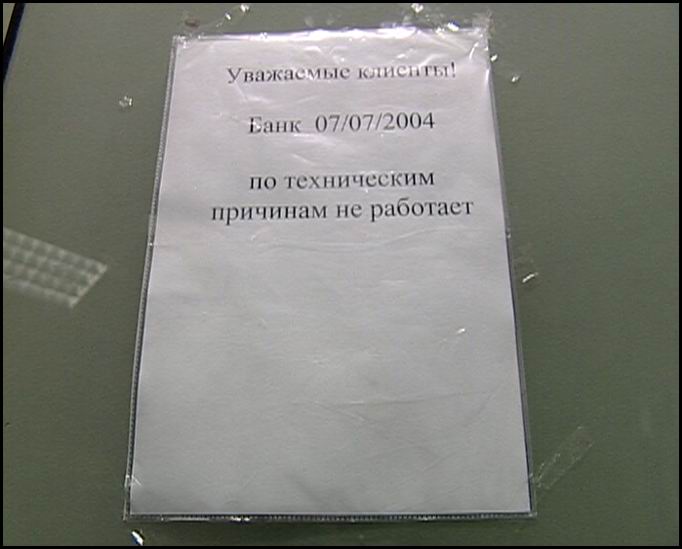 Уважаемые клиенты!
Банк 07/07/2004
по техническим
причинам не работает